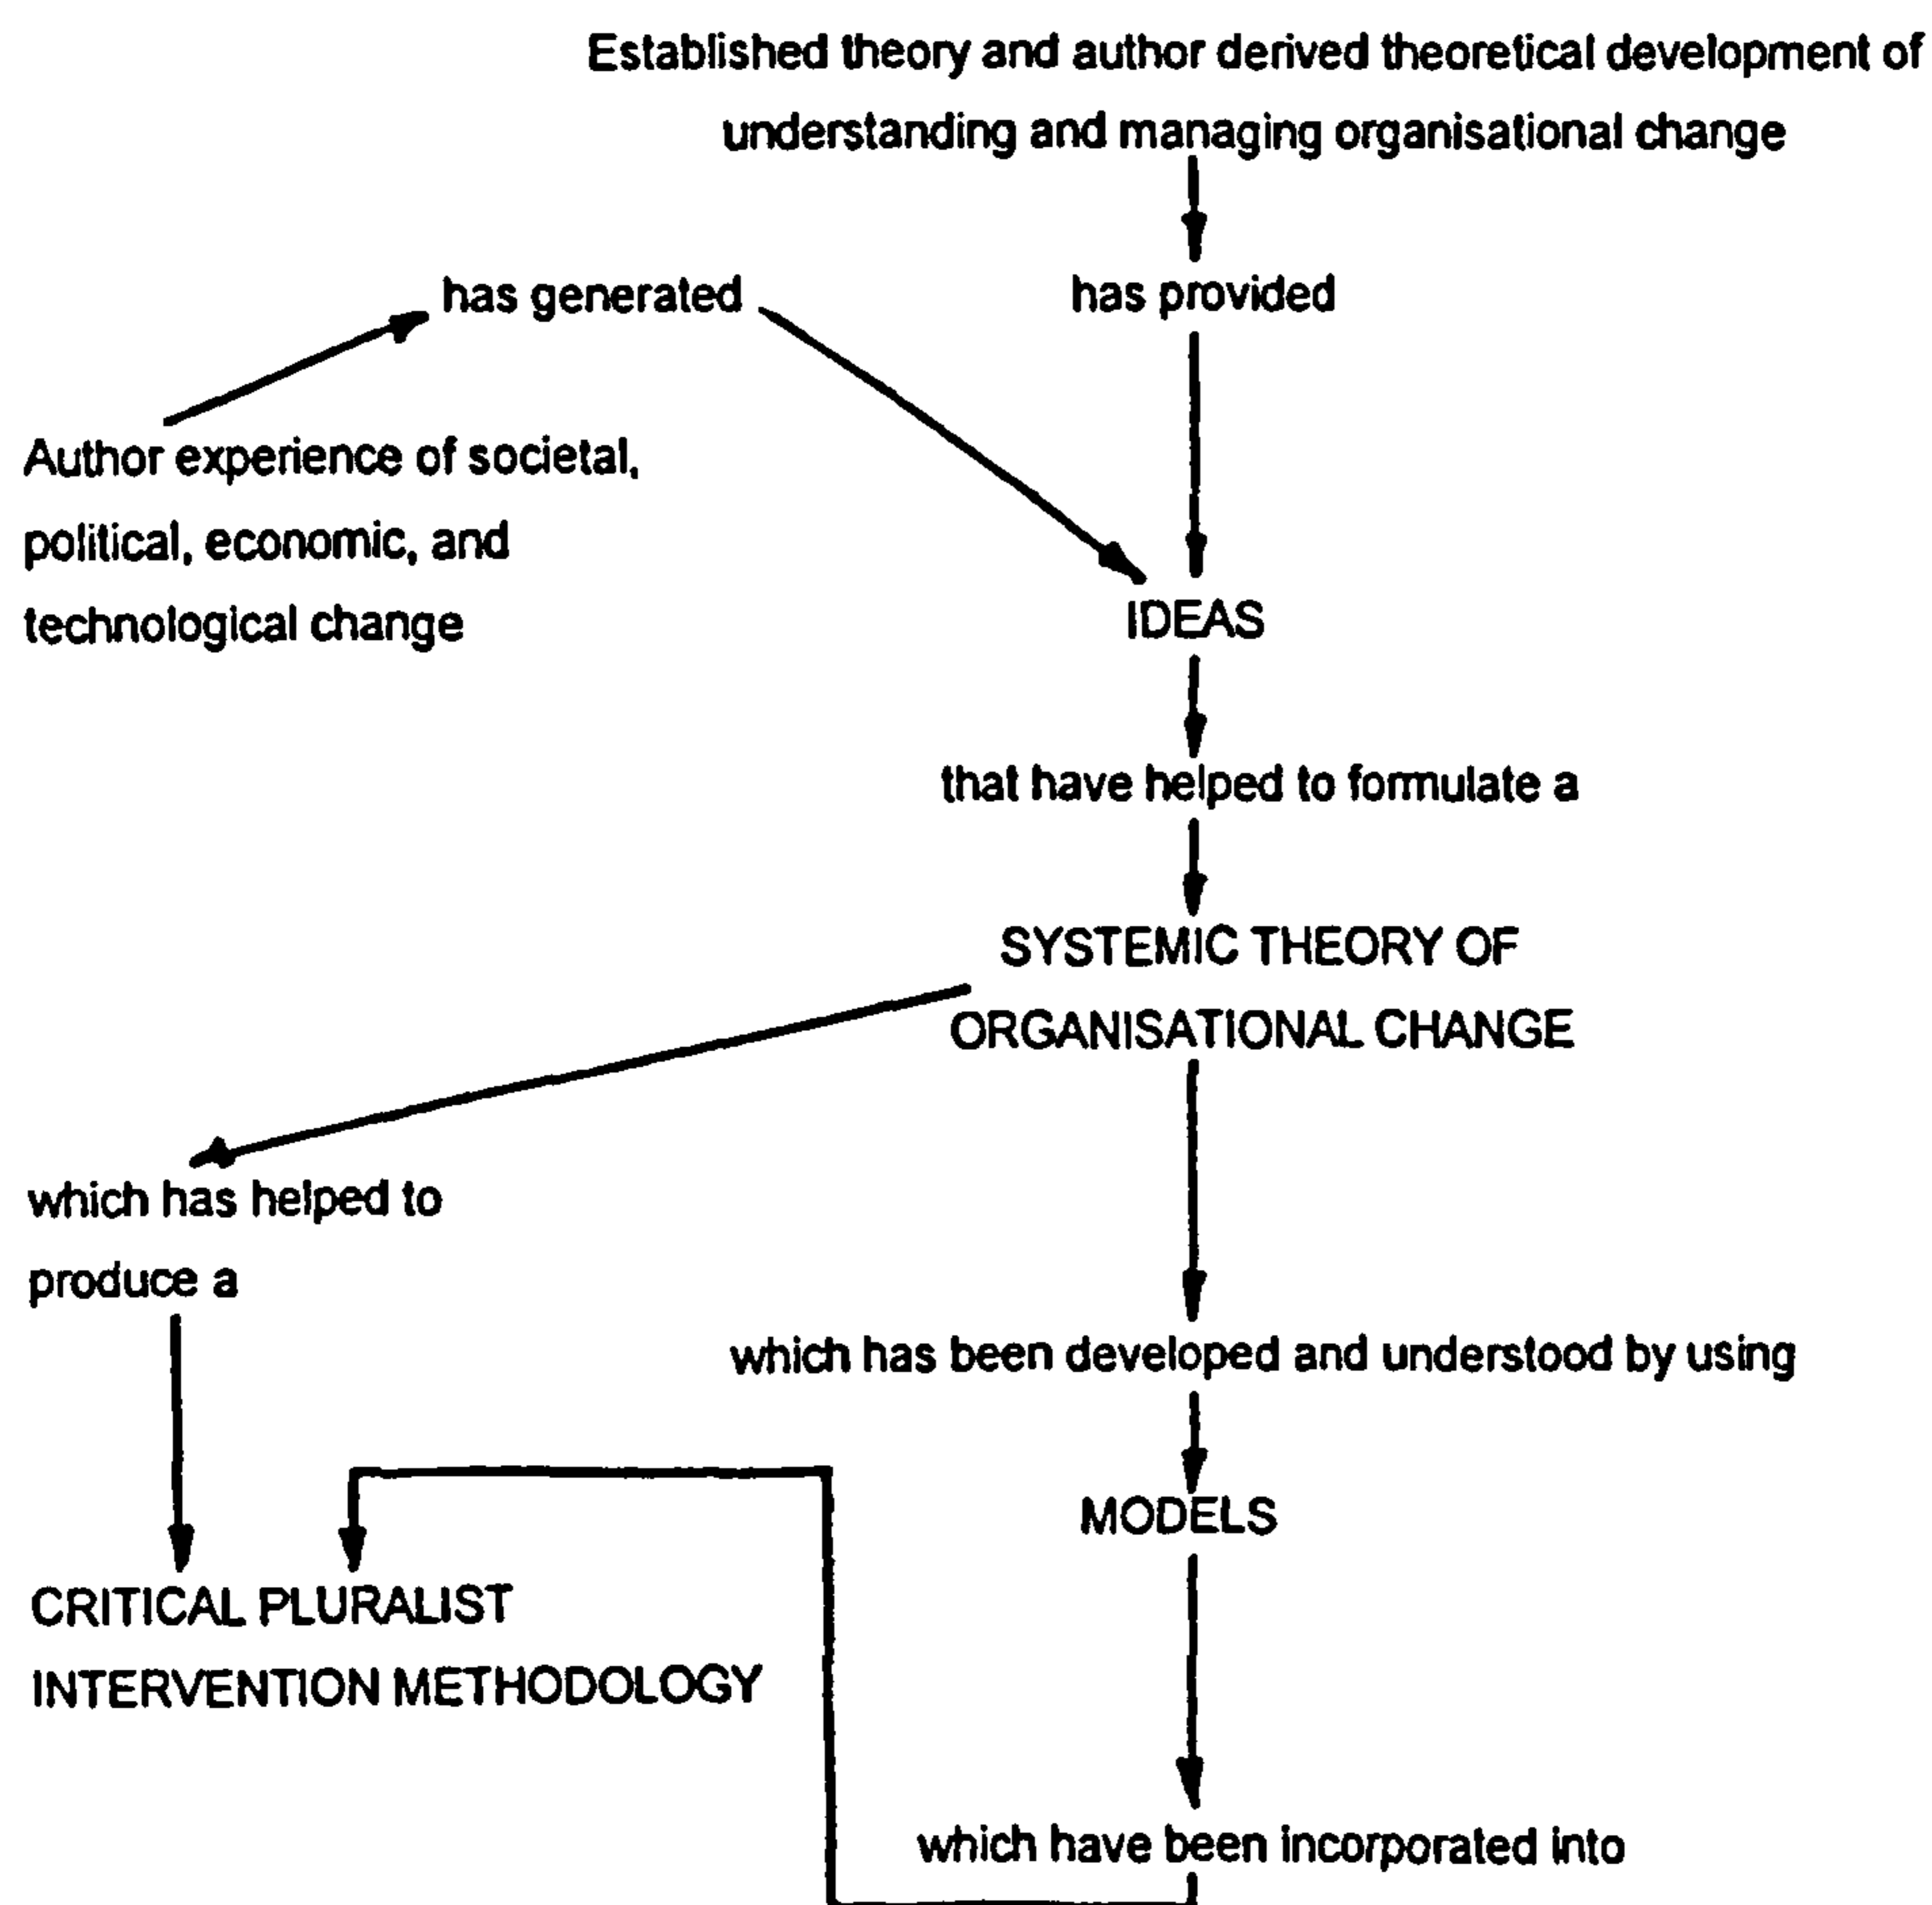 Established theory and author derived theoretical development of
understanding and managing organisational change
has generated
has provided
Author experience of societal,
political, economic, and
technological change
IDEAS
that have helped to formulate a
SYSTEMIC THEORY OF
ORGANISATIONAL CHANGE
which has helped to
produce a
which has been developed and understood by using
MODELS
CRITICAL PLURALIST
INTERVENTION METHODOLOGY
which have been incorporated into